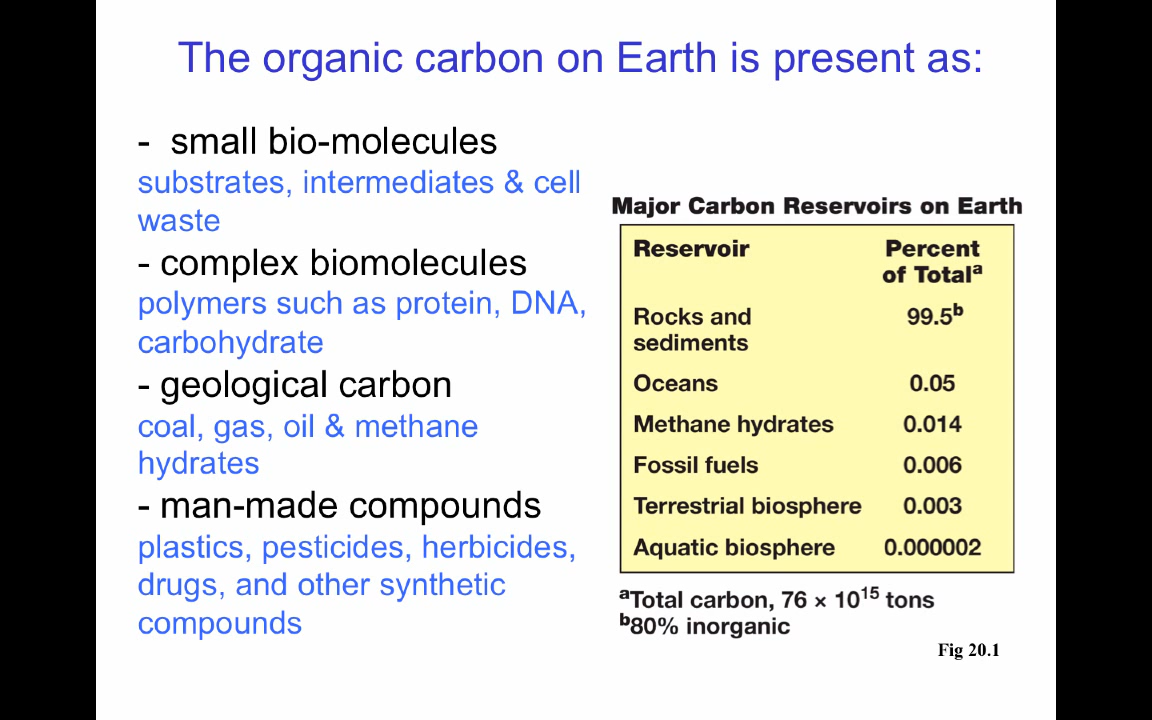 The organic carbon on Earth is present as:
- small bio-molecules
substrates, intermediates & cell
waste
- complex biomolecules
polymers such as protein, DNA,
carbohydrate
- geological carbon
coal, gas, oil & methane
hydrates
- man-made compounds
plastics, pesticides, herbicides,
drugs, and other synthetic
compounds
Major Carbon Reservoirs on Earth
Reservoir Percent
of Totalᵃ
Rocks and 99.5ᵇ
sediments
Oceans 0.05
Methane hydrates 0.014
Fossil fuels 0.006
Terrestrial biosphere 0.003
Aquatic biosphere 0.000002
ᵃTotal carbon, 76 × 10¹⁵ tons
ᵇ80% inorganic
Fig 20.1